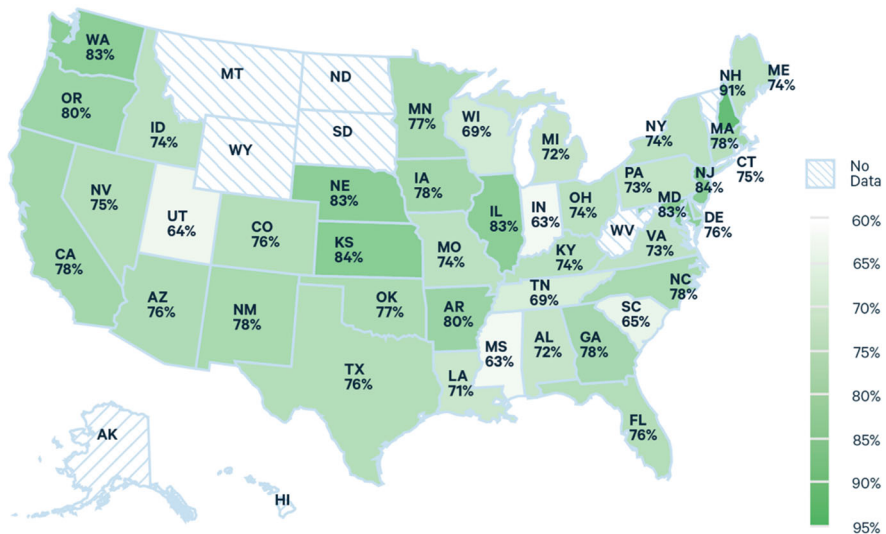 WA
83%
OR
80%
ID
74%
MT
ND
SD
WY
NV
75%
UT
64%
CA
78%
AZ
76%
CO
76%
NM
78%
NE
83%
KS
84%
OK
77%
TX
76%
MN
77%
IA
78%
MO
74%
AR
80%
LA
71%
WI
69%
IL
83%
MI
72%
IN
63%
OH
74%
KY
74%
TN
69%
MS
63%
AL
72%
GA
78%
FL
76%
SC
65%
NC
78%
VA
73%
WV
PA
73%
NY
74%
MD
83%
DE
76%
NJ
84%
CT
75%
MA
78%
NH
91%
ME
74%
AK
HI
No
Data
60%
65%
70%
75%
80%
85%
90%
95%